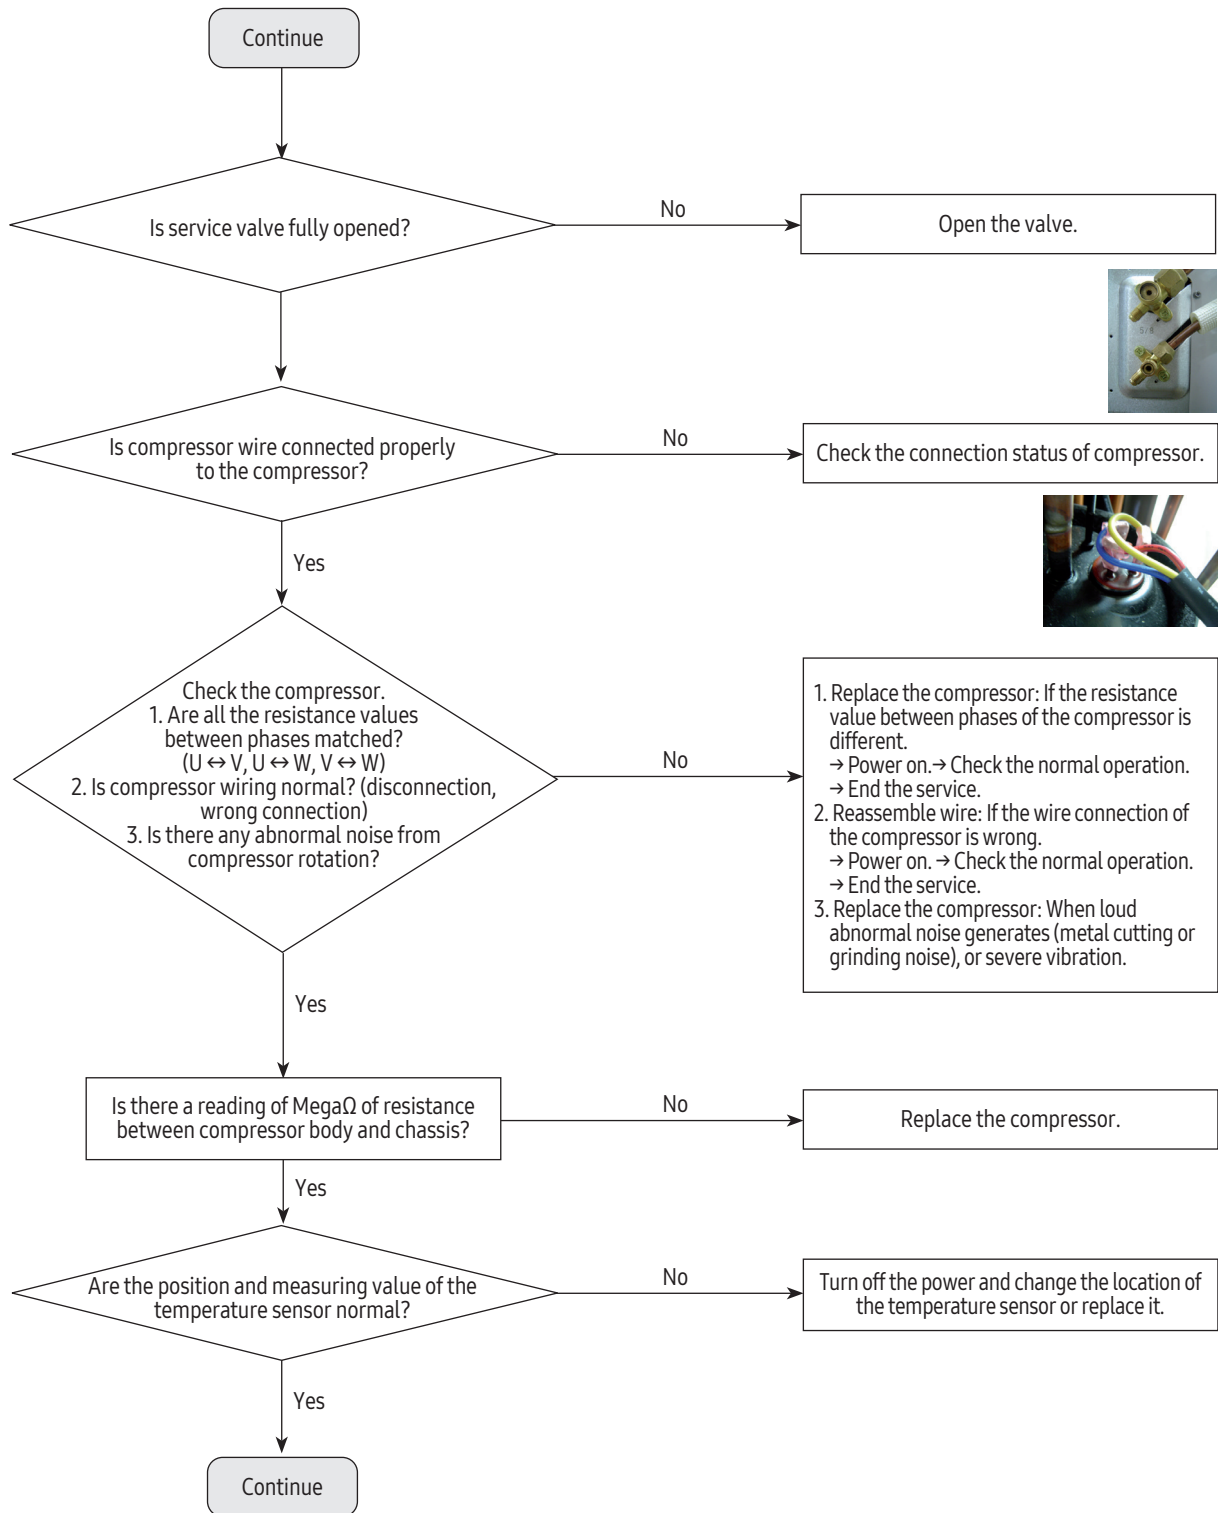 Continue
Is service valve fully opened?
No
Open the valve.
Is compressor wire connected properly
to the compressor?
No
Check the connection status of compressor.
Yes
Check the compressor.
1. Are all the resistance values
between phases matched?
(U ↔ V, U ↔ W, V ↔ W)
2. Is compressor wiring normal? (disconnection,
wrong connection)
3. Is there any abnormal noise from
compressor rotation?
No
1. Replace the compressor: If the resistance
value between phases of the compressor is
different.
→ Power on.→ Check the normal operation.
→ End the service.
2. Reassemble wire: If the wire connection of
the compressor is wrong.
→ Power on. → Check the normal operation.
→ End the service.
3. Replace the compressor: When loud
abnormal noise generates (metal cutting or
grinding noise), or severe vibration.
Yes
Is there a reading of MegaΩ of resistance
between compressor body and chassis?
No
Replace the compressor.
Yes
Are the position and measuring value of the
temperature sensor normal?
No
Turn off the power and change the location of
the temperature sensor or replace it.
Yes
Continue